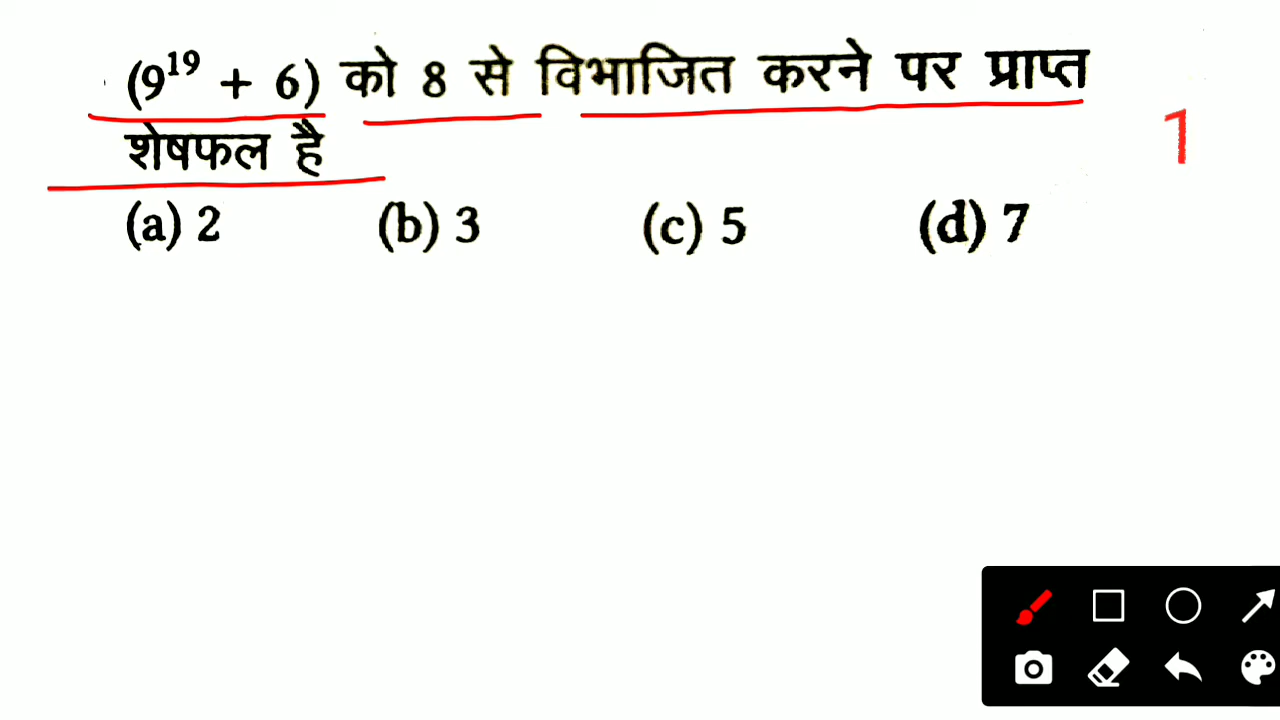 (9¹⁹ + 6) को 8 से विभाजित करने पर प्राप्त
शेषफल है
1
(a) 2 (b) 3 (c) 5 (d) 7